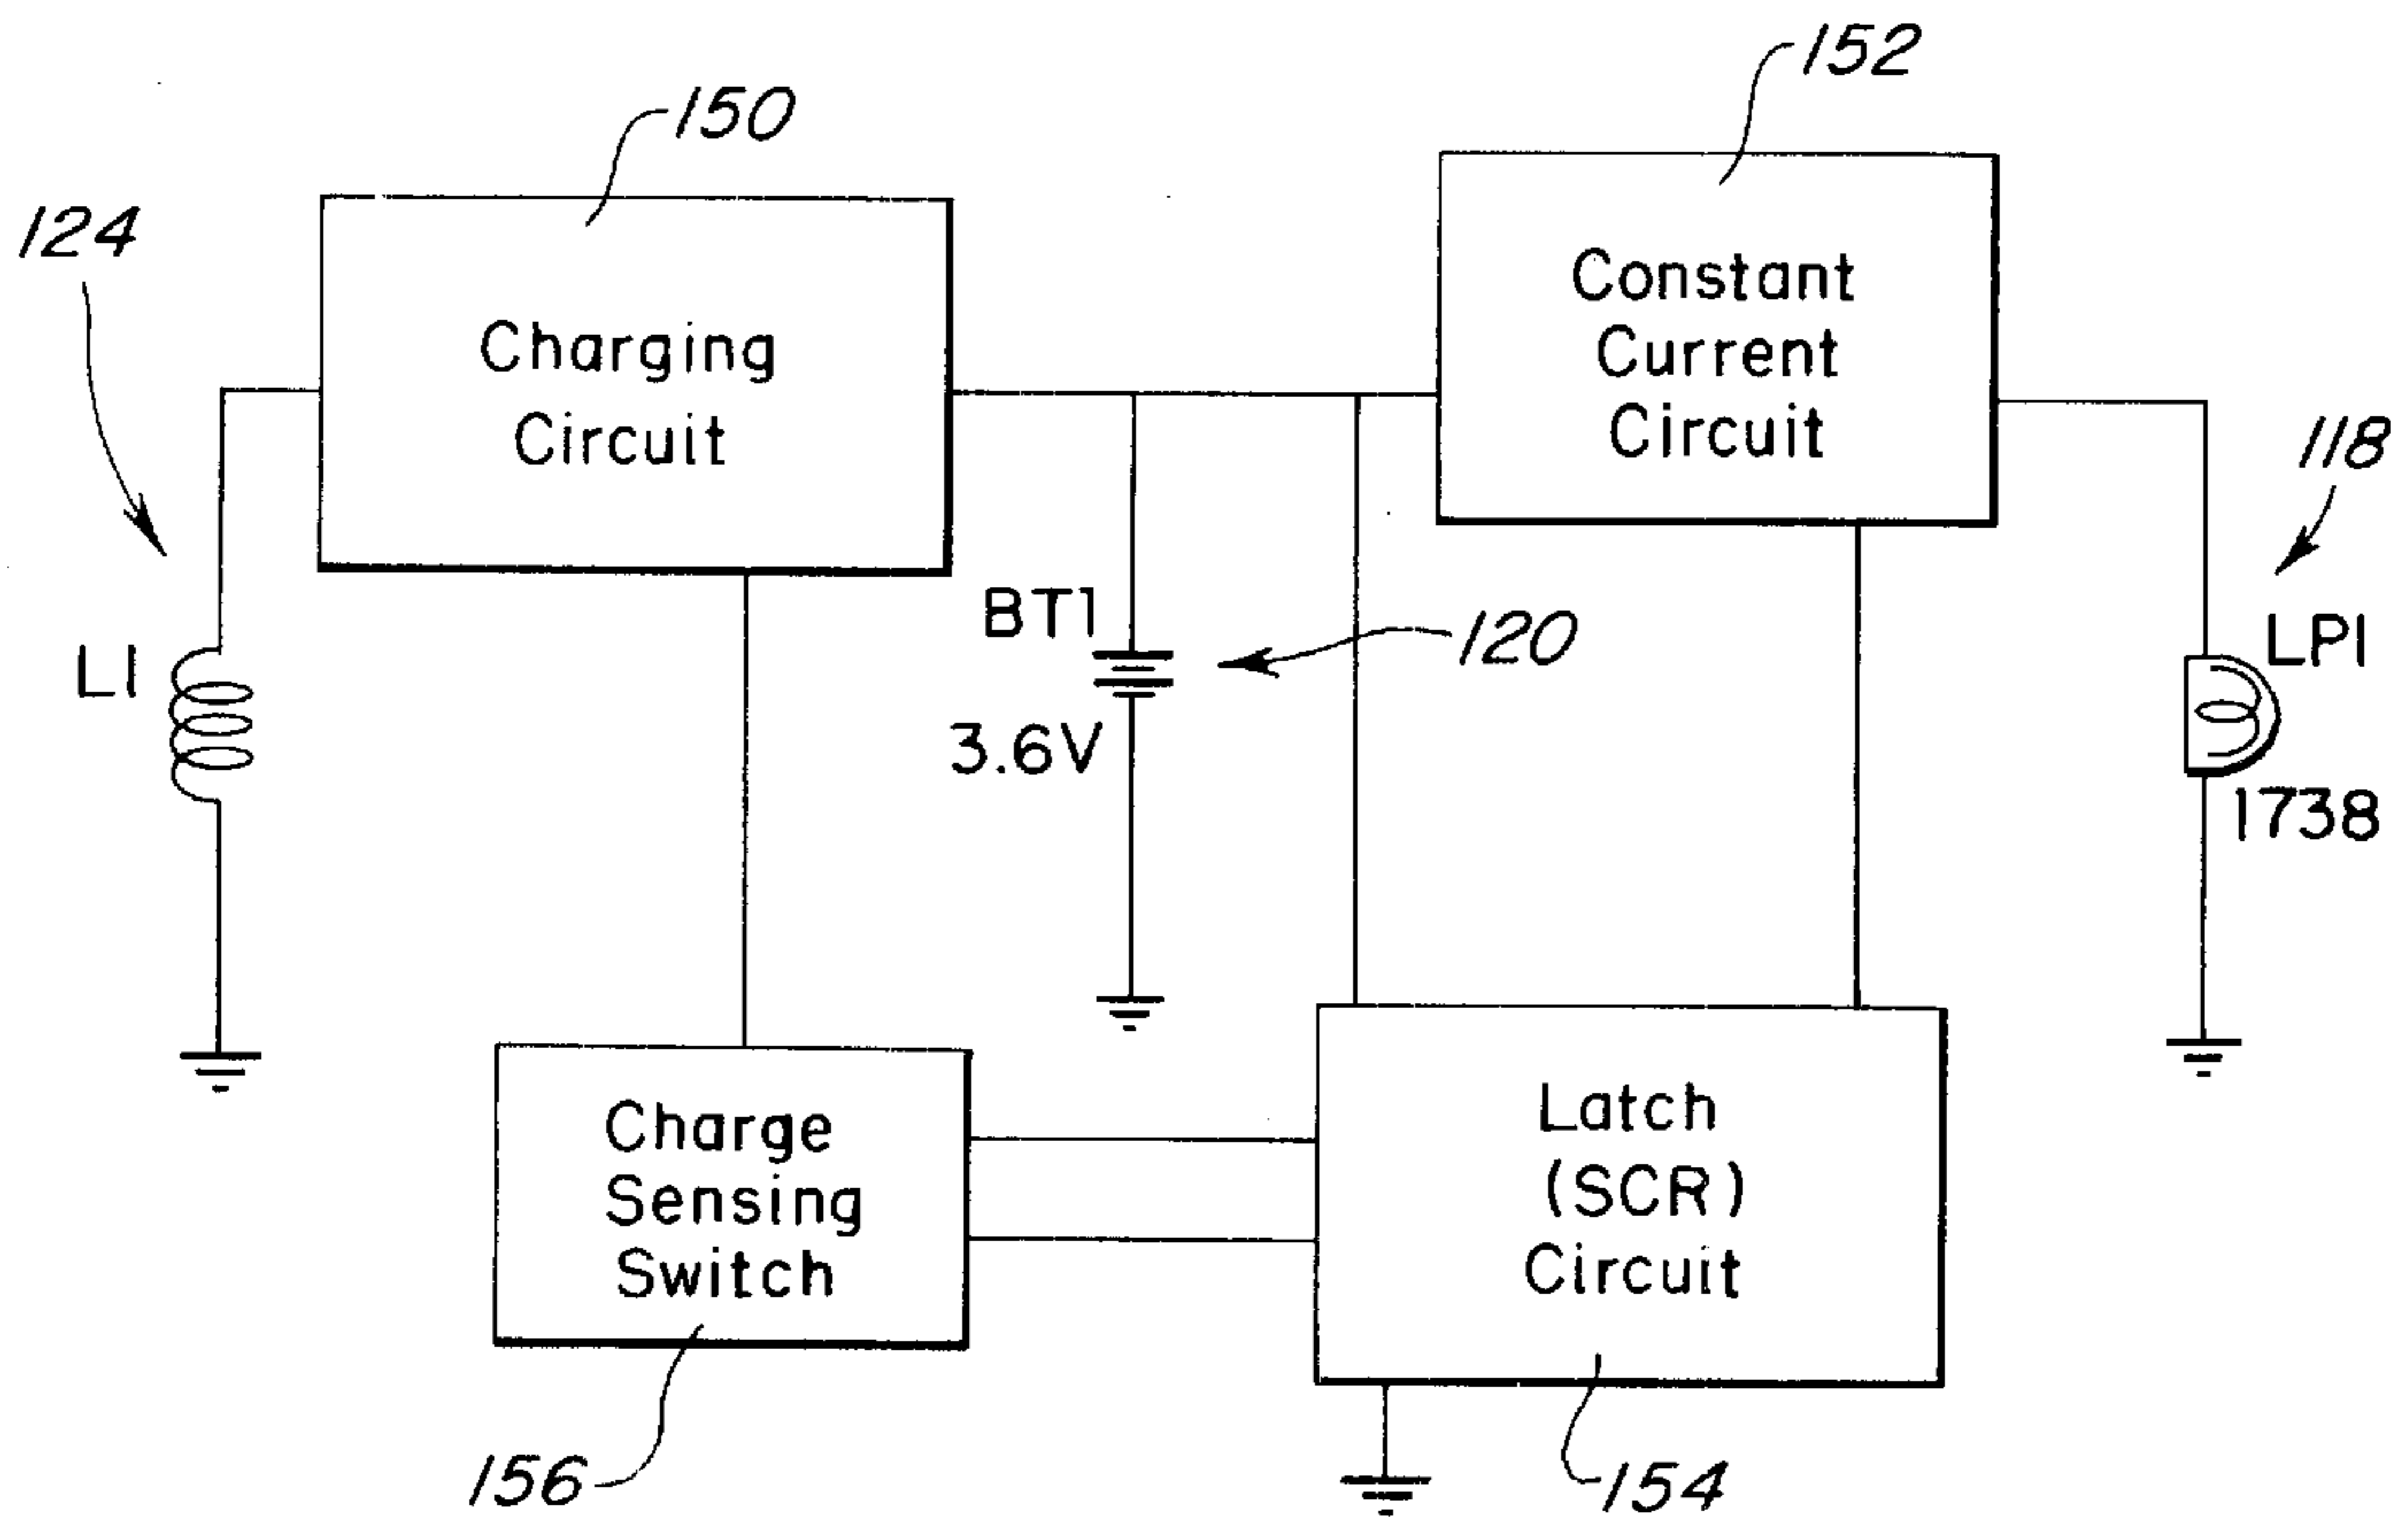 152
150
124
Charging
Circuit
Constant
Current
Circuit
118
L1
BT1
120
3.6V
LP1
1738
Charge
Sensing
Switch
Latch
(SCR)
Circuit
156
154